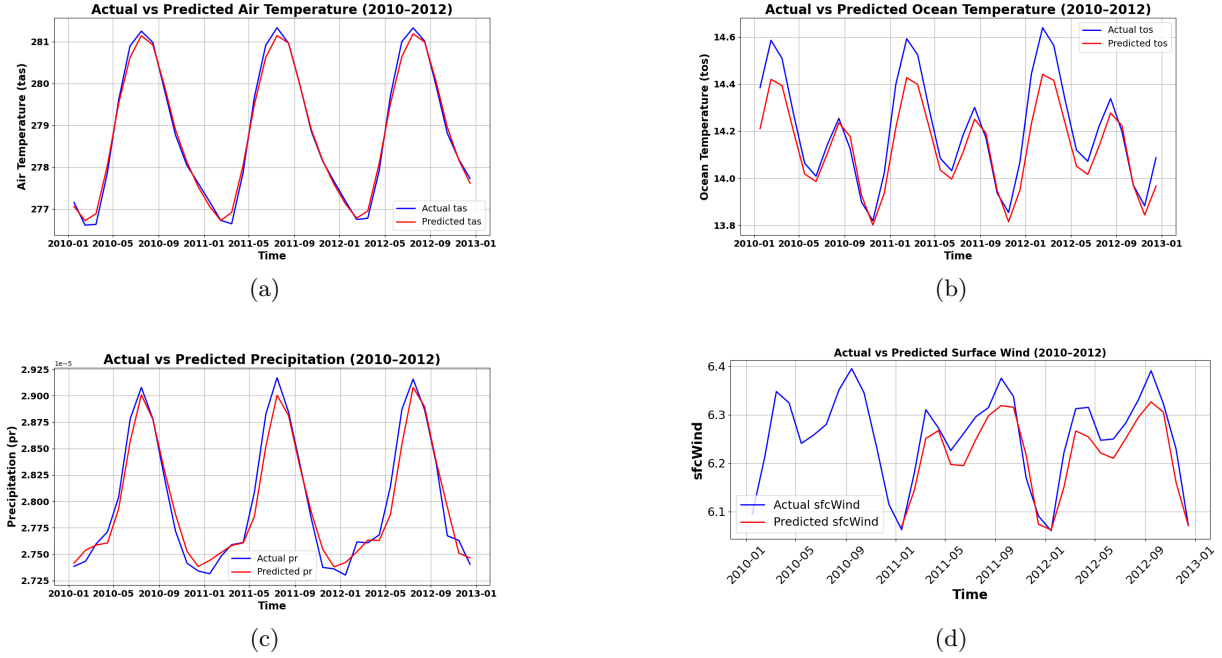 Actual vs Predicted Air Temperature (2010–2012)
Air Temperature (tas)
281
280
279
278
277
Actual tas
Predicted tas
2010-01 2010-05 2010-09 2011-01 2011-05 2011-09 2012-01 2012-05 2012-09 2013-01
Time
(a)
Actual vs Predicted Ocean Temperature (2010–2012)
Ocean Temperature (tos)
14.6
14.4
14.2
14.0
13.8
Actual tos
Predicted tos
2010-01 2010-05 2010-09 2011-01 2011-05 2011-09 2012-01 2012-05 2012-09 2013-01
Time
(b)
Actual vs Predicted Precipitation (2010–2012)
1e−5
Precipitation (pr)
2.925
2.900
2.875
2.850
2.825
2.800
2.775
2.750
2.725
Actual pr
Predicted pr
2010-01 2010-05 2010-09 2011-01 2011-05 2011-09 2012-01 2012-05 2012-09 2013-01
Time
(c)
Actual vs Predicted Surface Wind (2010–2012)
sfcWind
6.4
6.3
6.2
6.1
Actual sfcWind
Predicted sfcWind
2010-01 2010-05 2010-09 2011-01 2011-05 2011-09 2012-01 2012-05 2012-09 2013-01
Time
(d)